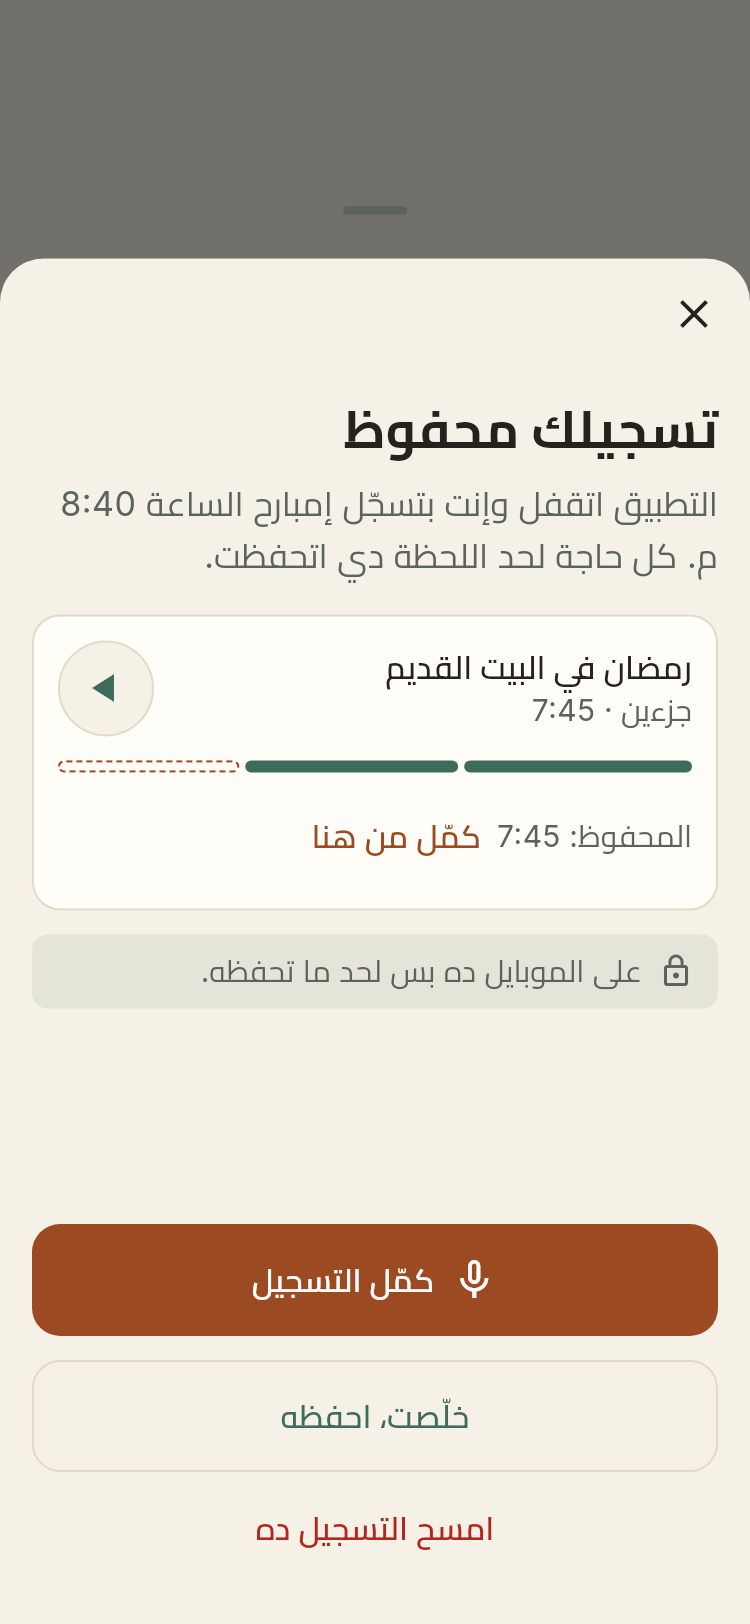 تسجيلك محفوظ
التطبيق اتقفل وإنت بتسجّل إمبارح الساعة 8:40
م. كل حاجة لحد اللحظة دي اتحفظت.
رمضان في البيت القديم
جزءين · 7:45
المحفوظ: 7:45 كمّل من هنا
على الموبايل ده بس لحد ما تحفظه.
كمّل التسجيل
خلّصت، احفظه
امسح التسجيل ده